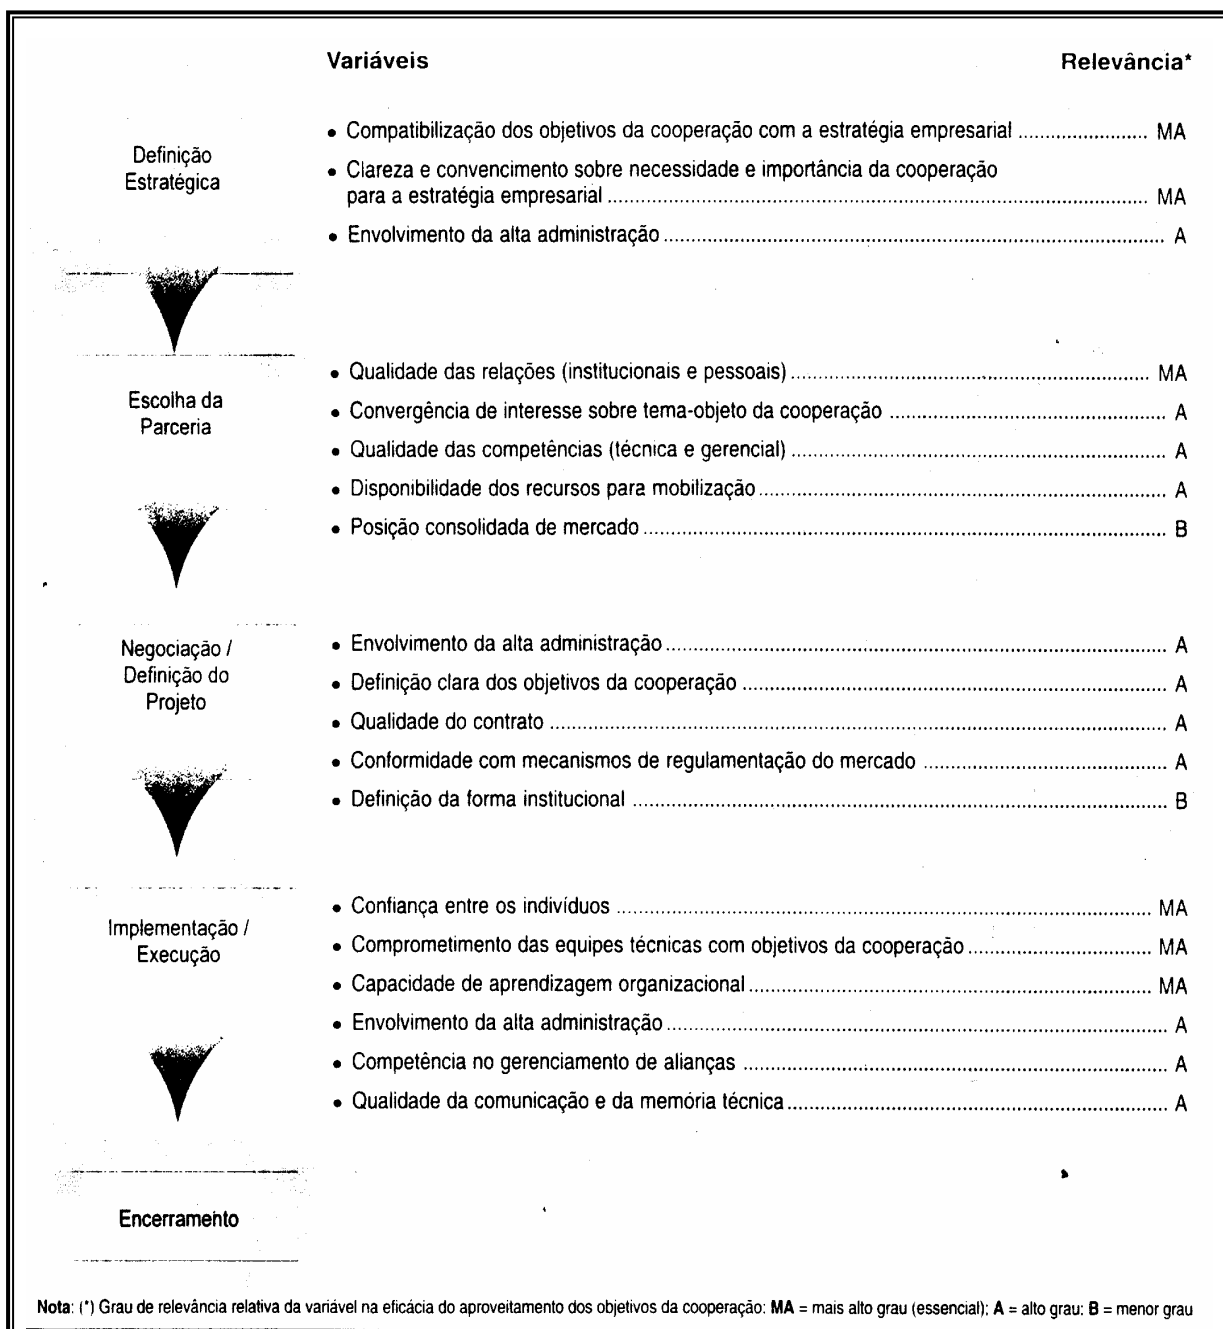 Variáveis Relevância*
Definição
Estratégica
• Compatibilização dos objetivos da cooperação com a estratégia empresarial ........................ MA
• Clareza e convencimento sobre necessidade e importância da cooperação
para a estratégia empresarial ........................ MA
• Envolvimento da alta administração ........................ A
Escolha da
Parceria
• Qualidade das relações (institucionais e pessoais) ........................ MA
• Convergência de interesse sobre tema-objeto da cooperação ........................ A
• Qualidade das competências (técnica e gerencial) ........................ A
• Disponibilidade dos recursos para mobilização ........................ A
• Posição consolidada de mercado ........................ B
Negociação /
Definição do
Projeto
• Envolvimento da alta administração ........................ A
• Definição clara dos objetivos da cooperação ........................ A
• Qualidade do contrato ........................ A
• Conformidade com mecanismos de regulamentação do mercado ........................ A
• Definição da forma institucional ........................ B
Implementação /
Execução
• Confiança entre os indivíduos ........................ MA
• Comprometimento das equipes técnicas com objetivos da cooperação ........................ MA
• Capacidade de aprendizagem organizacional ........................ MA
• Envolvimento da alta administração ........................ A
• Competência no gerenciamento de alianças ........................ A
• Qualidade da comunicação e da memória técnica ........................ A
Encerramento
Nota: (*) Grau de relevância relativa da variável na eficácia do aproveitamento dos objetivos da cooperação: MA = mais alto grau (essencial); A = alto grau; B = menor grau